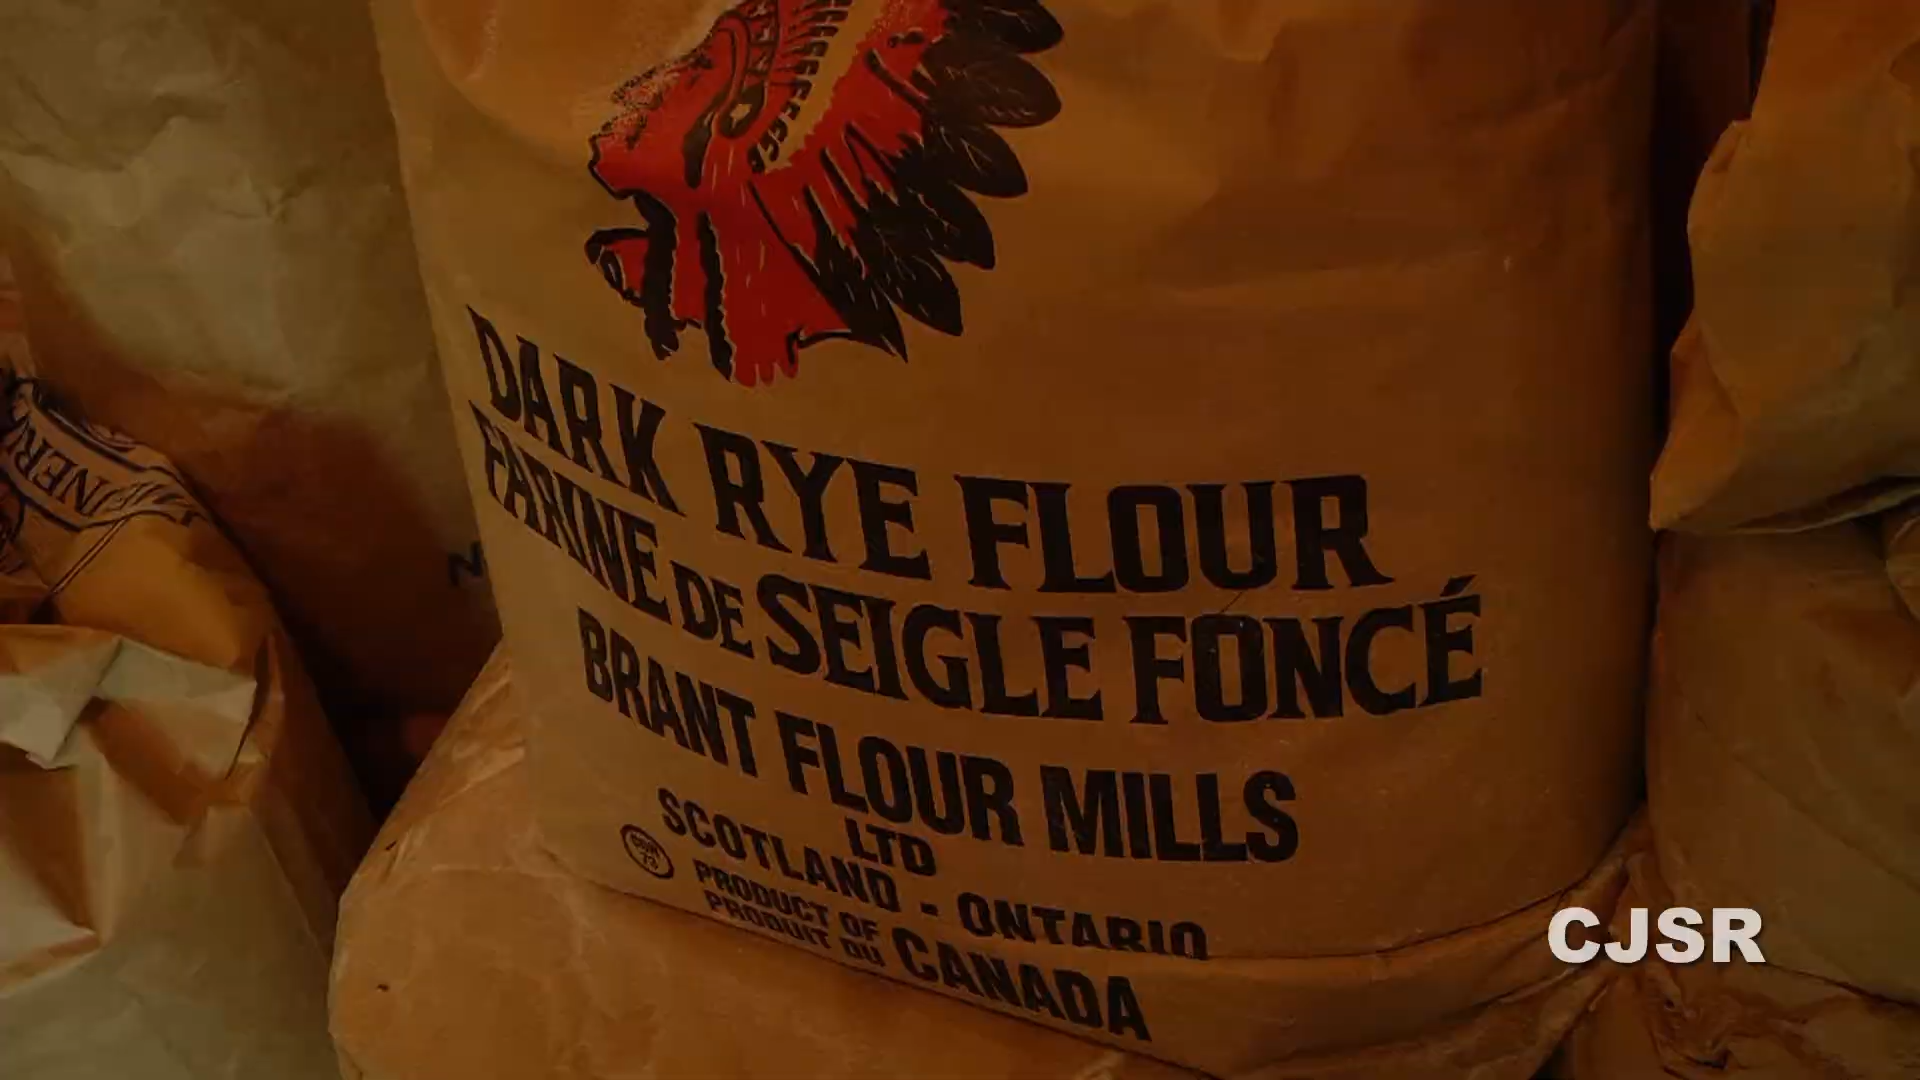 DARK RYE FLOUR
FARINE DE SEIGLE FONCÉ
BRANT FLOUR MILLS
LTD
SCOTLAND - ONTARIO
PRODUCT OF
PRODUIT DU
CANADA
CJSR